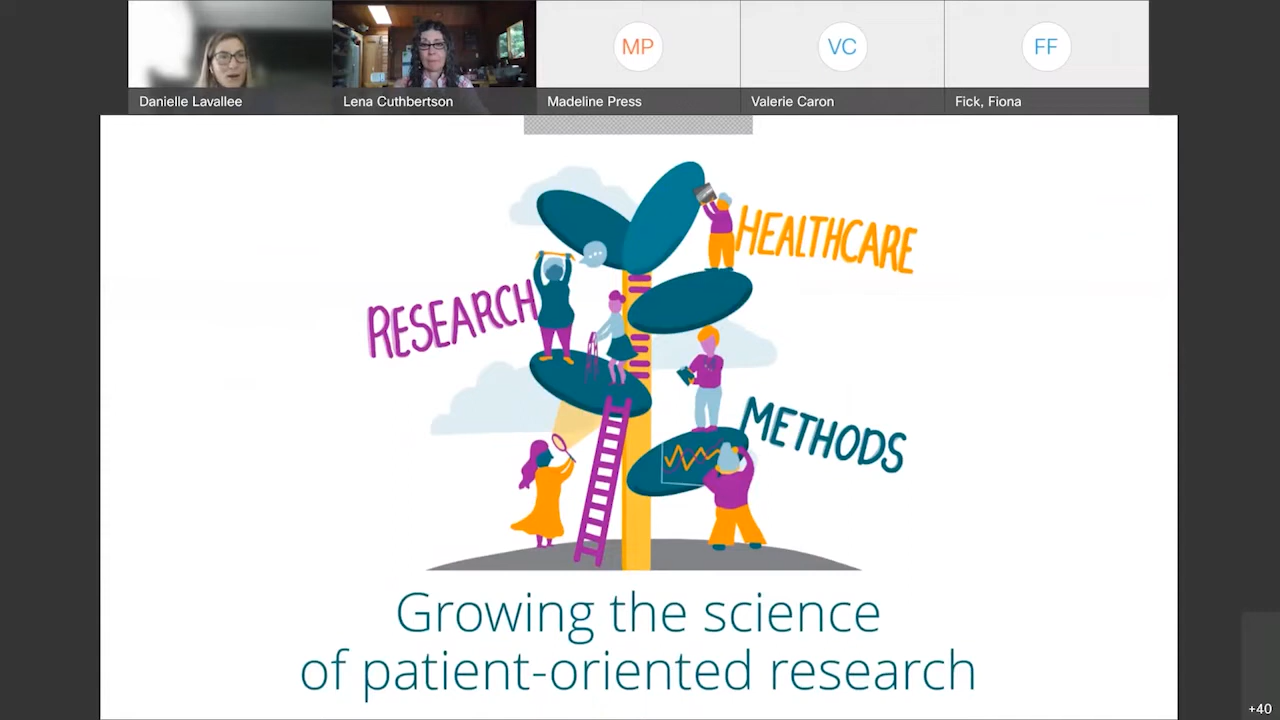 MP
VC
FF
Danielle Lavallee
Lena Cuthbertson
Madeline Press
Valerie Caron
Fick, Fiona
HEALTHCARE
RESEARCH
METHODS
Growing the science
of patient-oriented research
+40